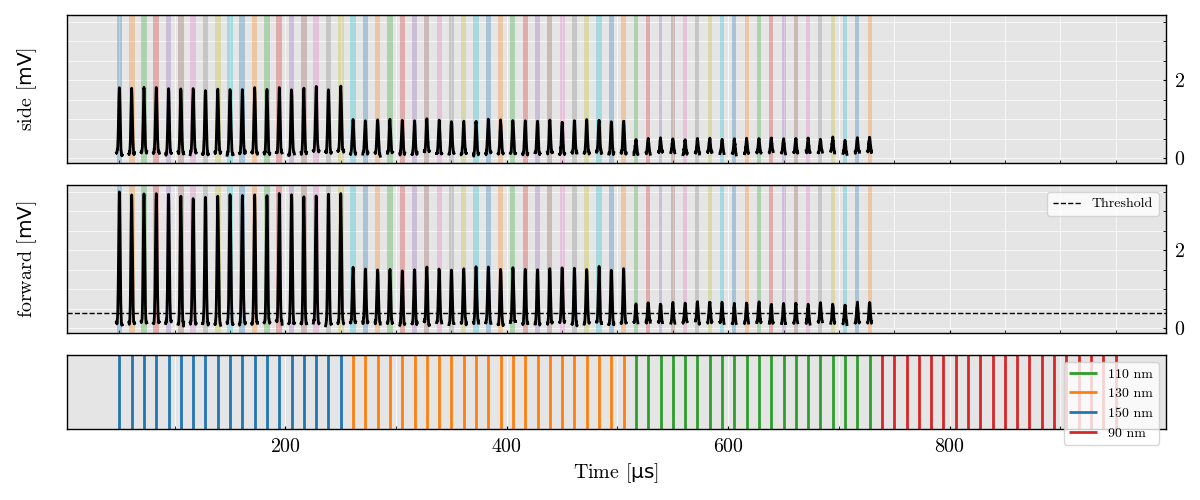 side [mV]
2
0
forward [mV]
Threshold
2
0
110 nm
130 nm
150 nm
90 nm
200
400
600
800
Time [µs]